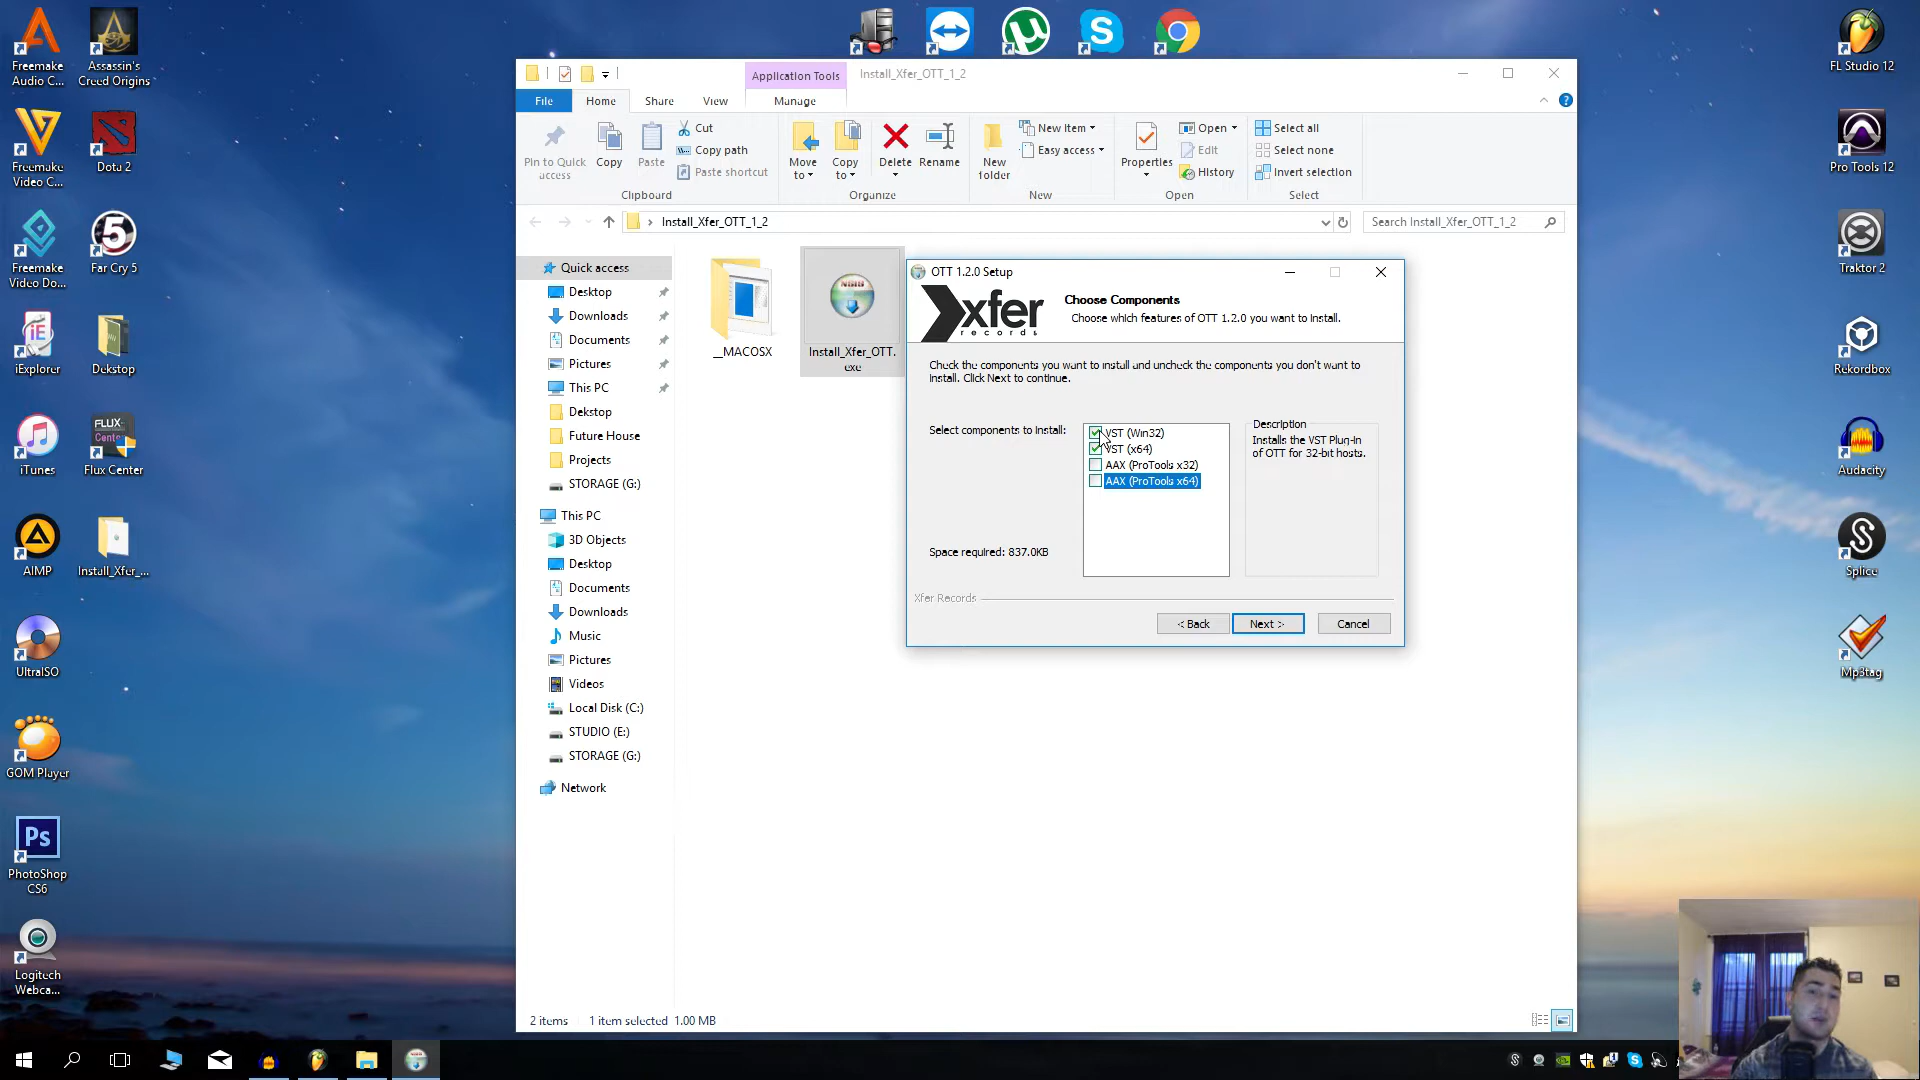 Freemake
Audio C...
Assassin's
Creed Origins
Freemake
Video C...
Dota 2
Freemake
Video Do...
5
Far Cry 5
iE
iExplorer
Dekstop
iTunes
FLUX::
Center
Flux Center
AIMP
Install_Xfer_...
UltraISO
GOM Player
Ps
PhotoShop
CS6
Logitech
Webca...
FL Studio 12
Pro Tools 12
Traktor 2
Rekordbox
Audacity
Splice
Mp3tag
Application Tools
Install_Xfer_OTT_1_2
File
Home
Share
View
Manage
Pin to Quick
access
Copy
Paste
Cut
Copy path
Paste shortcut
Clipboard
Move
to
Copy
to
Delete
Rename
Organize
New
folder
New Item
Easy access
New
Properties
Open
Edit
History
Open
Select all
Select none
Invert selection
Select
Install_Xfer_OTT_1_2
Search Install_Xfer_OTT_1_2
Quick access
Desktop
Downloads
Documents
Pictures
This PC
Dekstop
Future House
Projects
STORAGE (G:)
This PC
3D Objects
Desktop
Documents
Downloads
Music
Pictures
Videos
Local Disk (C:)
STUDIO (E:)
STORAGE (G:)
Network
__MACOSX
NSIS
Install_Xfer_OTT.
exe
OTT 1.2.0 Setup
xfer
records
Choose Components
Choose which features of OTT 1.2.0 you want to install.
Check the components you want to install and uncheck the components you don't want to
install. Click Next to continue.
Select components to install:
VST (Win32)
VST (x64)
AAX (ProTools x32)
AAX (ProTools x64)
Description
Installs the VST Plug-in
of OTT for 32-bit hosts.
Space required: 837.0KB
Xfer Records
< Back
Next >
Cancel
2 items
1 item selected
1.00 MB